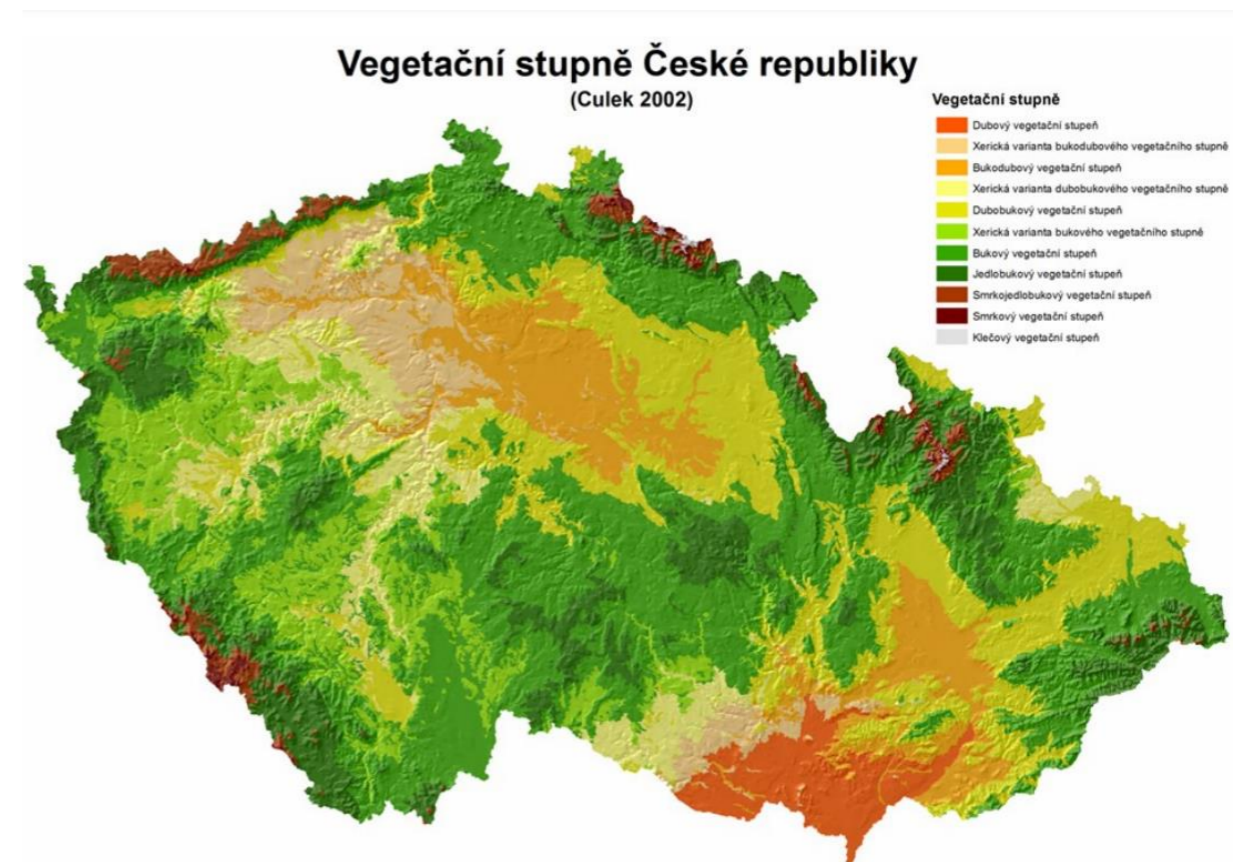 Vegetační stupně České republiky
(Culek 2002)
Vegetační stupně
Dubový vegetační stupeň
Xerická varianta bukodubového vegetačního stupně
Bukodubový vegetační stupeň
Xerická varianta dubobukového vegetačního stupně
Dubobukový vegetační stupeň
Xerická varianta bukového vegetačního stupně
Bukový vegetační stupeň
Jedlobukový vegetační stupeň
Smrkojedlobukový vegetační stupeň
Smrkový vegetační stupeň
Klečový vegetační stupeň